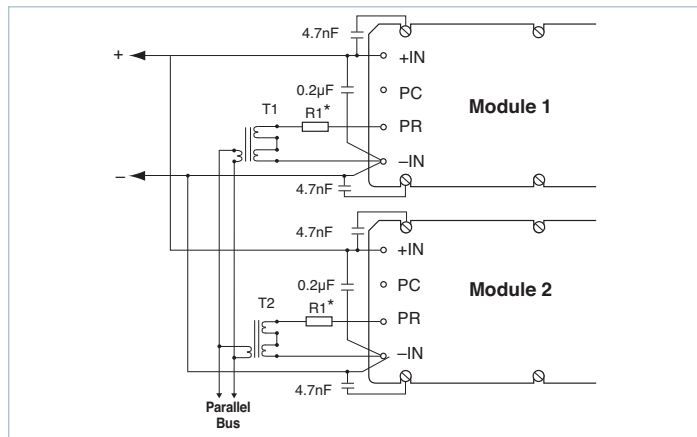 4.7nF
+
+IN
0.2µF
PC
Module 1
T1
R1*
PR
–IN
–
4.7nF
4.7nF
+IN
0.2µF
PC
Module 2
T2
R1*
PR
–IN
4.7nF
Parallel
Bus